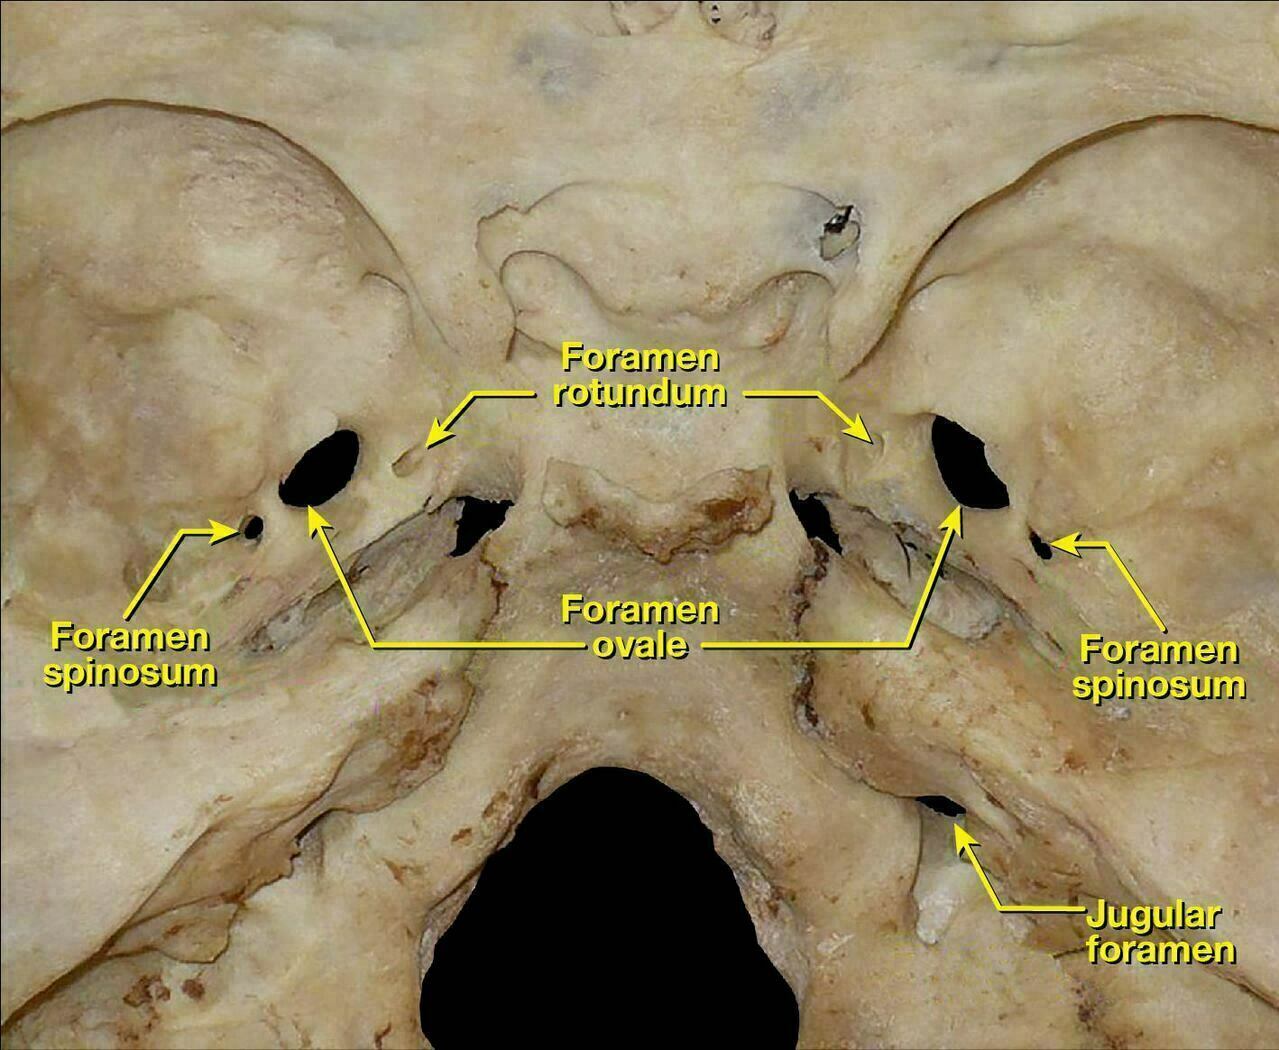 Foramen
rotundum
Foramen
ovale
Foramen
spinosum
Foramen
spinosum
Jugular
foramen